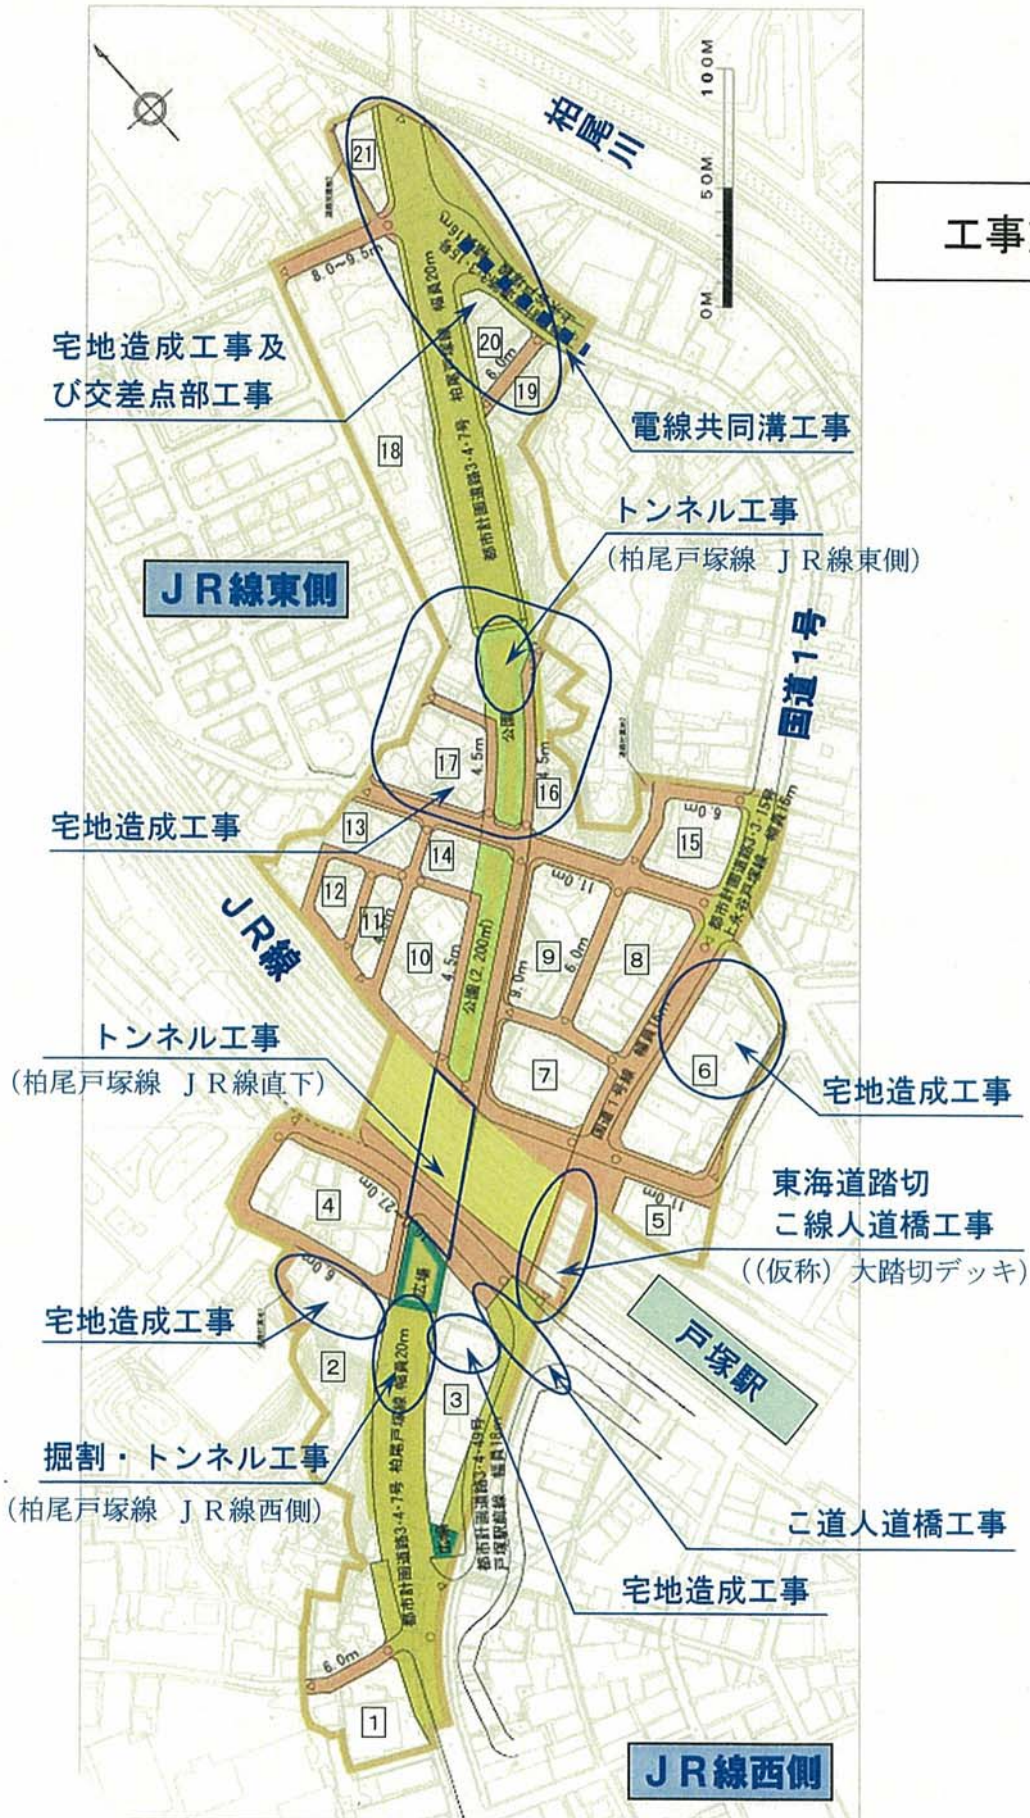 柏尾川
100M
50M
0M
工事
21
8.0～9.5m
幅員20m
柏尾戸塚線
都市計画道路3・4・7号
20
6.0m
19
18
宅地造成工事及
び交差点部工事
電線共同溝工事
トンネル工事
(柏尾戸塚線 ＪＲ線東側)
ＪＲ線東側
国道１号
公園
17
4.5m
4.5m
16
宅地造成工事
13
14
12
11
10
4.5m
公園(2,200㎡)
15
6.0m
都市計画道路3・3・15号
上永谷戸塚線 幅員16m
11.0m
9
6.0m
8
9.0m
7
6
ＪＲ線
トンネル工事
(柏尾戸塚線 ＪＲ線直下)
宅地造成工事
国道1号
東海道踏切
こ線人道橋工事
((仮称) 大踏切デッキ)
5
11.0m
4
27.0m
6.0m
広場
宅地造成工事
戸塚駅
2
3
掘割・トンネル工事
(柏尾戸塚線 ＪＲ線西側)
都市計画道路3・4・7号 柏尾戸塚線 幅員20m
都市計画道路3・4・49号
戸塚駅前線 幅員18m
広場
こ道人道橋工事
宅地造成工事
6.0m
1
ＪＲ線西側